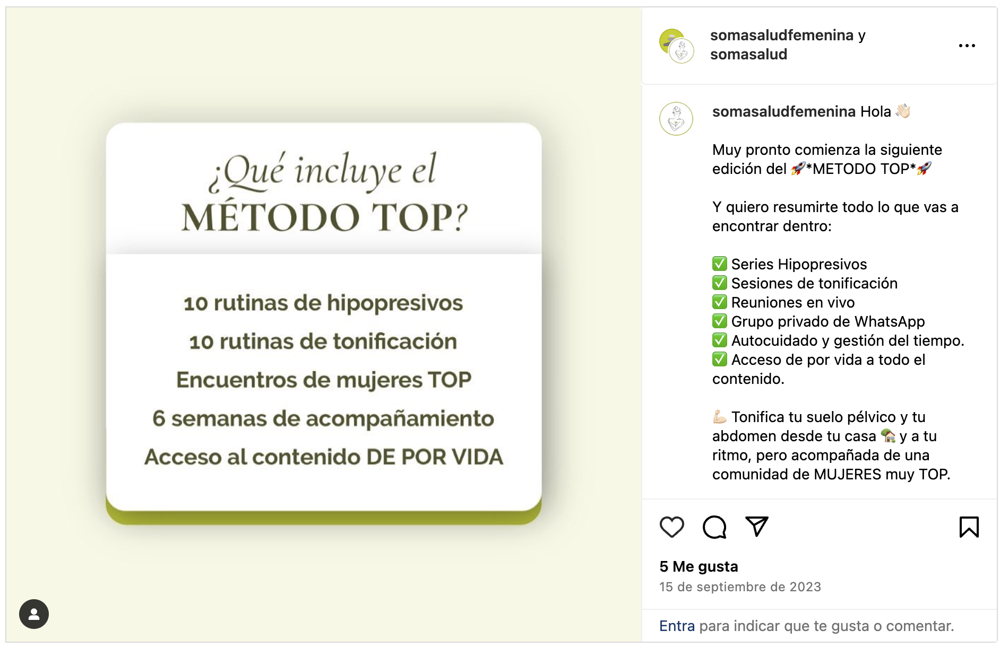 ¿Qué incluye el
MÉTODO TOP?
10 rutinas de hipopresivos
10 rutinas de tonificación
Encuentros de mujeres TOP
6 semanas de acompañamiento
Acceso al contenido DE POR VIDA
somasaludfemenina y
somasalud
somasaludfemenina Hola 👋🏻
Muy pronto comienza la siguiente
edición del 🚀*METODO TOP*🚀
Y quiero resumirte todo lo que vas a
encontrar dentro:
✅ Series Hipopresivos
✅ Sesiones de tonificación
✅ Reuniones en vivo
✅ Grupo privado de WhatsApp
✅ Autocuidado y gestión del tiempo.
✅ Acceso de por vida a todo el
contenido.
💪🏻 Tonifica tu suelo pélvico y tu
abdomen desde tu casa 🏡 y a tu
ritmo, pero acompañada de una
comunidad de MUJERES muy TOP.
5 Me gusta
15 de septiembre de 2023
Entra para indicar que te gusta o comentar.